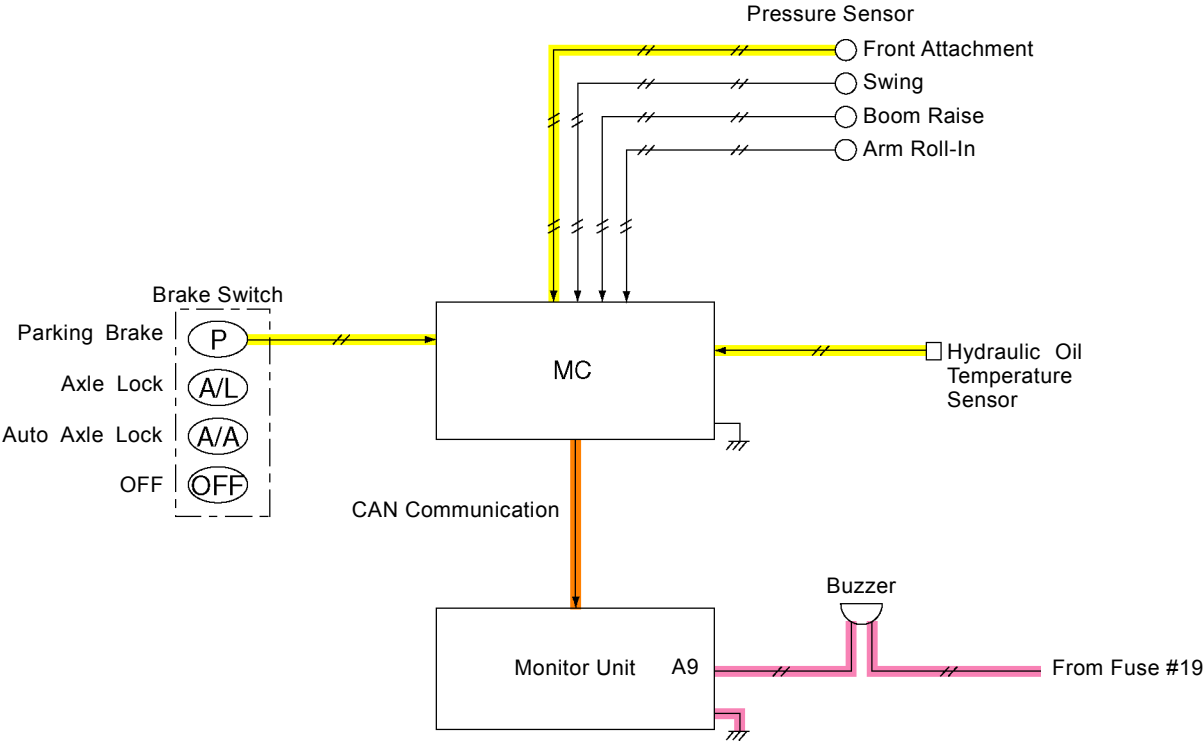 Pressure Sensor
Front Attachment
Swing
Boom Raise
Arm Roll-In
Brake Switch
Parking Brake
P
Axle Lock
A/L
Auto Axle Lock
A/A
OFF
OFF
MC
Hydraulic Oil
Temperature
Sensor
CAN Communication
Buzzer
Monitor Unit
A9
From Fuse #19